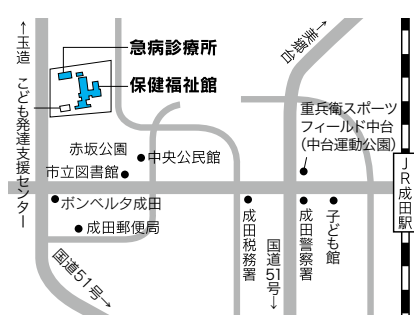 ←玉造
こども発達支援センター
急病診療所
保健福祉館
←美郷台
重兵衛スポーツ
フィールド中台
(中台運動公園)
赤坂公園
中央公民館
市立図書館
ボンベルタ成田
成田郵便局
国道51号→
成田税務署
国道51号→
成田警察署
子ども館
JR成田駅